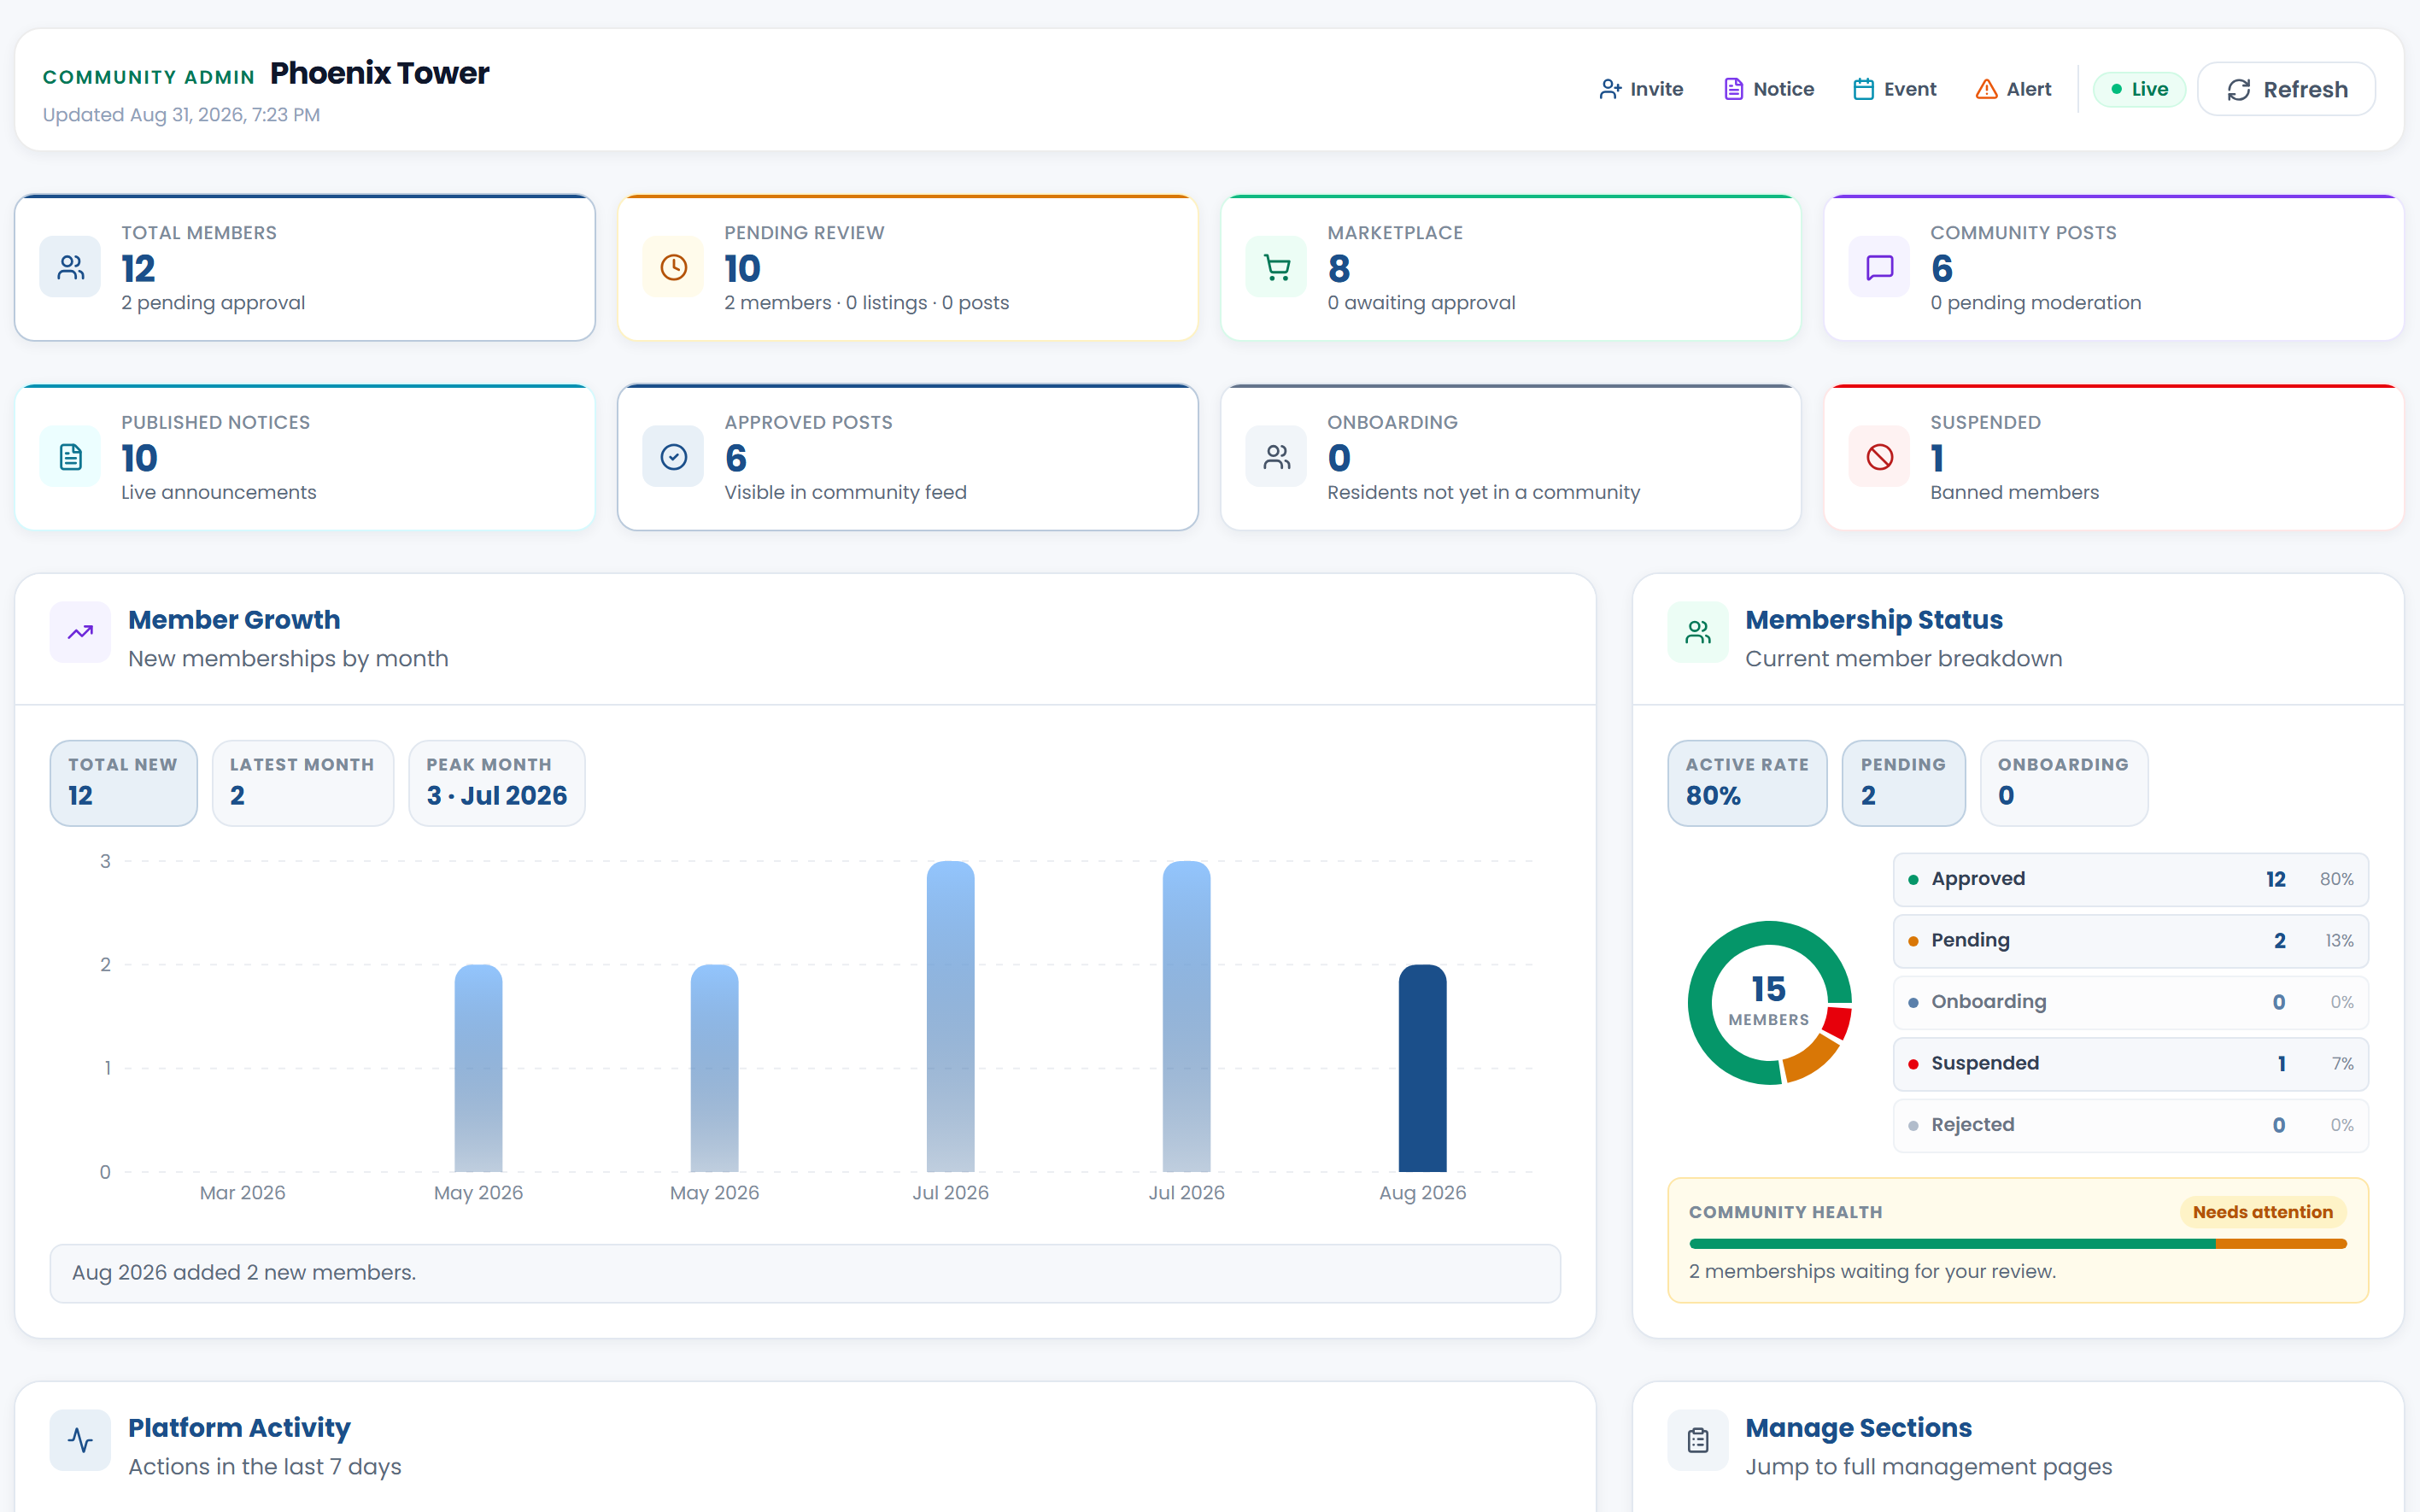 COMMUNITY ADMIN Phoenix Tower
Updated Aug 31, 2026, 7:23 PM
Invite
Notice
Event
Alert
Live
Refresh
TOTAL MEMBERS
12
2 pending approval
PENDING REVIEW
10
2 members · 0 listings · 0 posts
MARKETPLACE
8
0 awaiting approval
COMMUNITY POSTS
6
0 pending moderation
PUBLISHED NOTICES
10
Live announcements
APPROVED POSTS
6
Visible in community feed
ONBOARDING
0
Residents not yet in a community
SUSPENDED
1
Banned members
Member Growth
New memberships by month
TOTAL NEW
12
LATEST MONTH
2
PEAK MONTH
3 · Jul 2026
3
2
1
0
Mar 2026
May 2026
May 2026
Jul 2026
Jul 2026
Aug 2026
Aug 2026 added 2 new members.
Membership Status
Current member breakdown
ACTIVE RATE
80%
PENDING
2
ONBOARDING
0
15
MEMBERS
Approved 12 80%
Pending 2 13%
Onboarding 0 0%
Suspended 1 7%
Rejected 0 0%
COMMUNITY HEALTH
Needs attention
2 memberships waiting for your review.
Platform Activity
Actions in the last 7 days
Manage Sections
Jump to full management pages